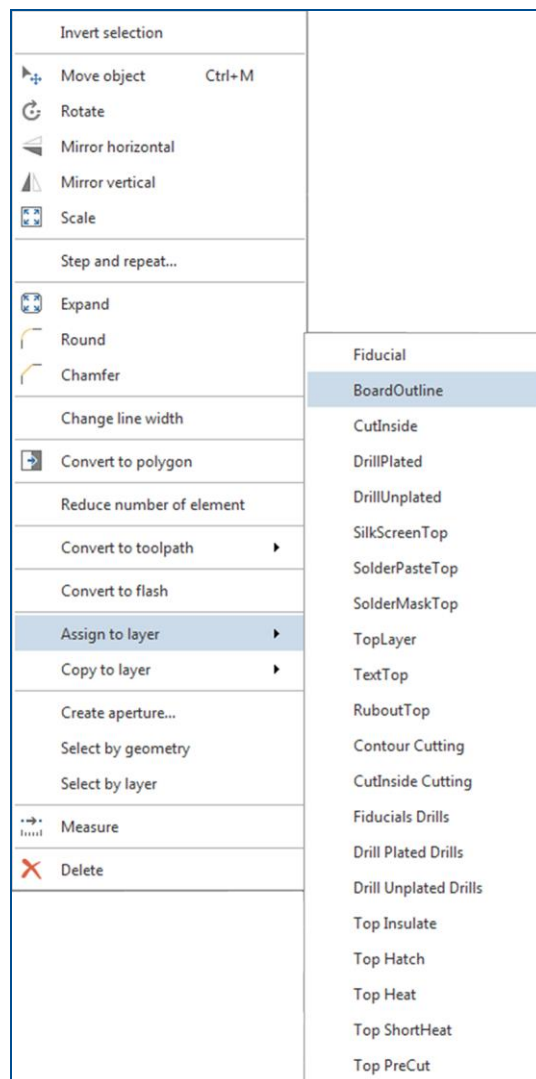 Invert selection
Move object Ctrl+M
Rotate
Mirror horizontal
Mirror vertical
Scale
Step and repeat...
Expand
Round
Chamfer
Change line width
Convert to polygon
Reduce number of element
Convert to toolpath
Convert to flash
Assign to layer
Copy to layer
Create aperture...
Select by geometry
Select by layer
Measure
Delete
Fiducial
BoardOutline
CutInside
DrillPlated
DrillUnplated
SilkScreenTop
SolderPasteTop
SolderMaskTop
TopLayer
TextTop
RuboutTop
Contour Cutting
CutInside Cutting
Fiducials Drills
Drill Plated Drills
Drill Unplated Drills
Top Insulate
Top Hatch
Top Heat
Top ShortHeat
Top PreCut